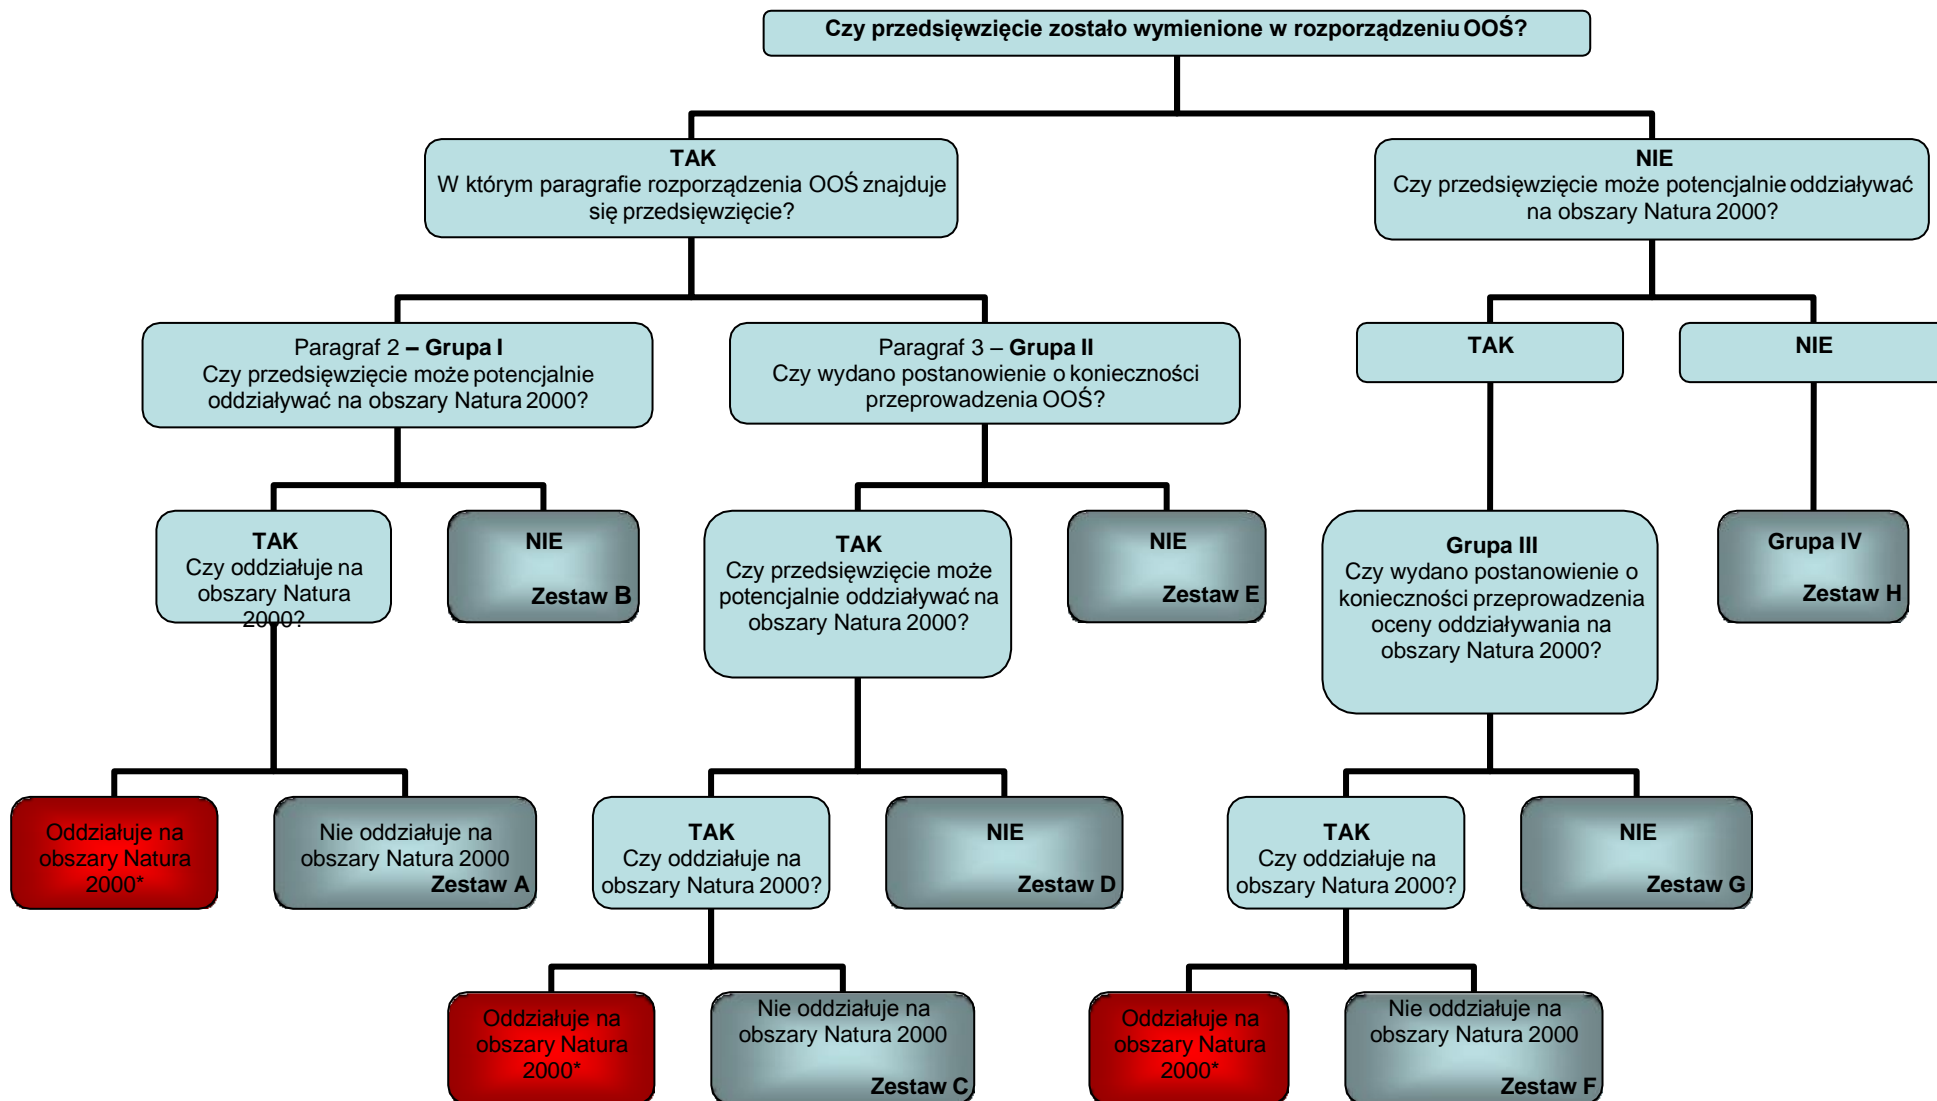 Czy przedsięwzięcie zostało wymienione w rozporządzeniu OOŚ?
TAK
W którym paragrafie rozporządzenia OOŚ znajduje
się przedsięwzięcie?
NIE
Czy przedsięwzięcie może potencjalnie oddziaływać
na obszary Natura 2000?
Paragraf 2 – Grupa I
Czy przedsięwzięcie może potencjalnie
oddziaływać na obszary Natura 2000?
Paragraf 3 – Grupa II
Czy wydano postanowienie o konieczności
przeprowadzenia OOŚ?
TAK
NIE
TAK
Czy oddziałuje na
obszary Natura
2000?
NIE
Zestaw B
TAK
Czy przedsięwzięcie może
potencjalnie oddziaływać na
obszary Natura 2000?
NIE
Zestaw E
Grupa III
Czy wydano postanowienie o
konieczności przeprowadzenia
oceny oddziaływania na
obszary Natura 2000?
Grupa IV
Zestaw H
Oddziałuje na
obszary Natura
2000*
Nie oddziałuje na
obszary Natura 2000
Zestaw A
TAK
Czy oddziałuje na
obszary Natura 2000?
NIE
Zestaw D
TAK
Czy oddziałuje na
obszary Natura 2000?
NIE
Zestaw G
Oddziałuje na
obszary Natura
2000*
Nie oddziałuje na
obszary Natura 2000
Zestaw C
Oddziałuje na
obszary Natura
2000*
Nie oddziałuje na
obszary Natura 2000
Zestaw F